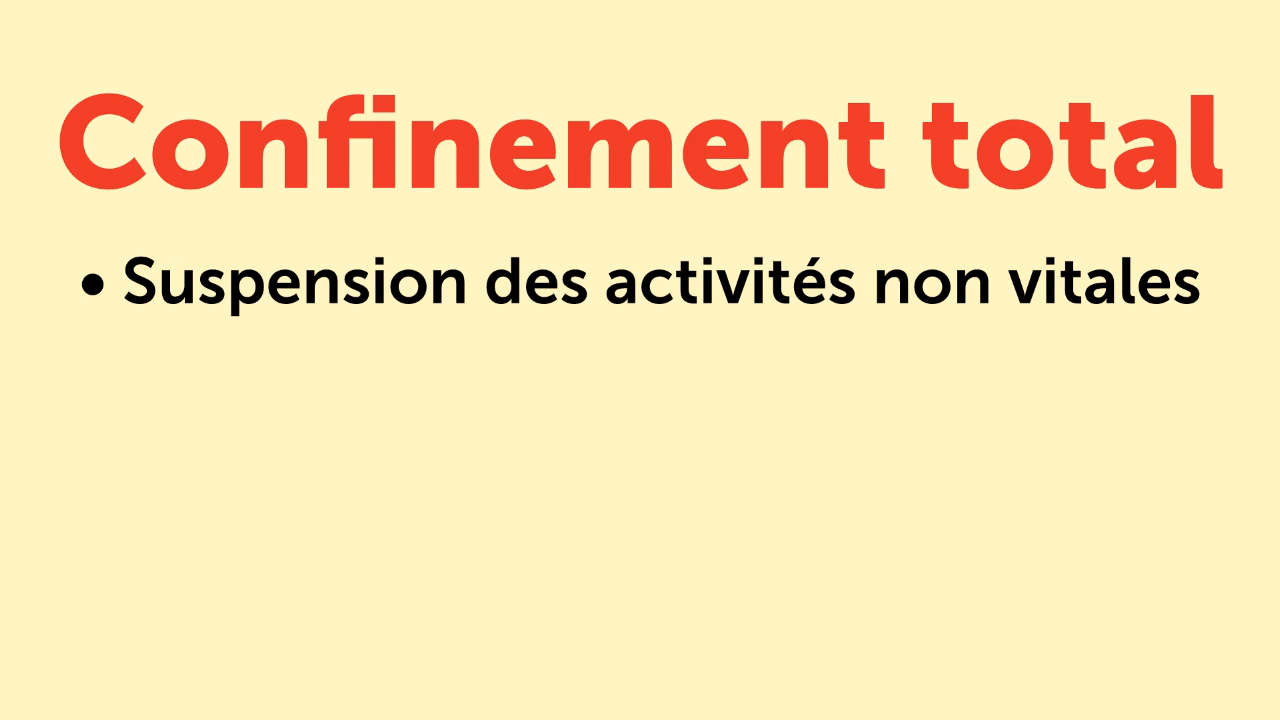 Confinement total
• Suspension des activités non vitales